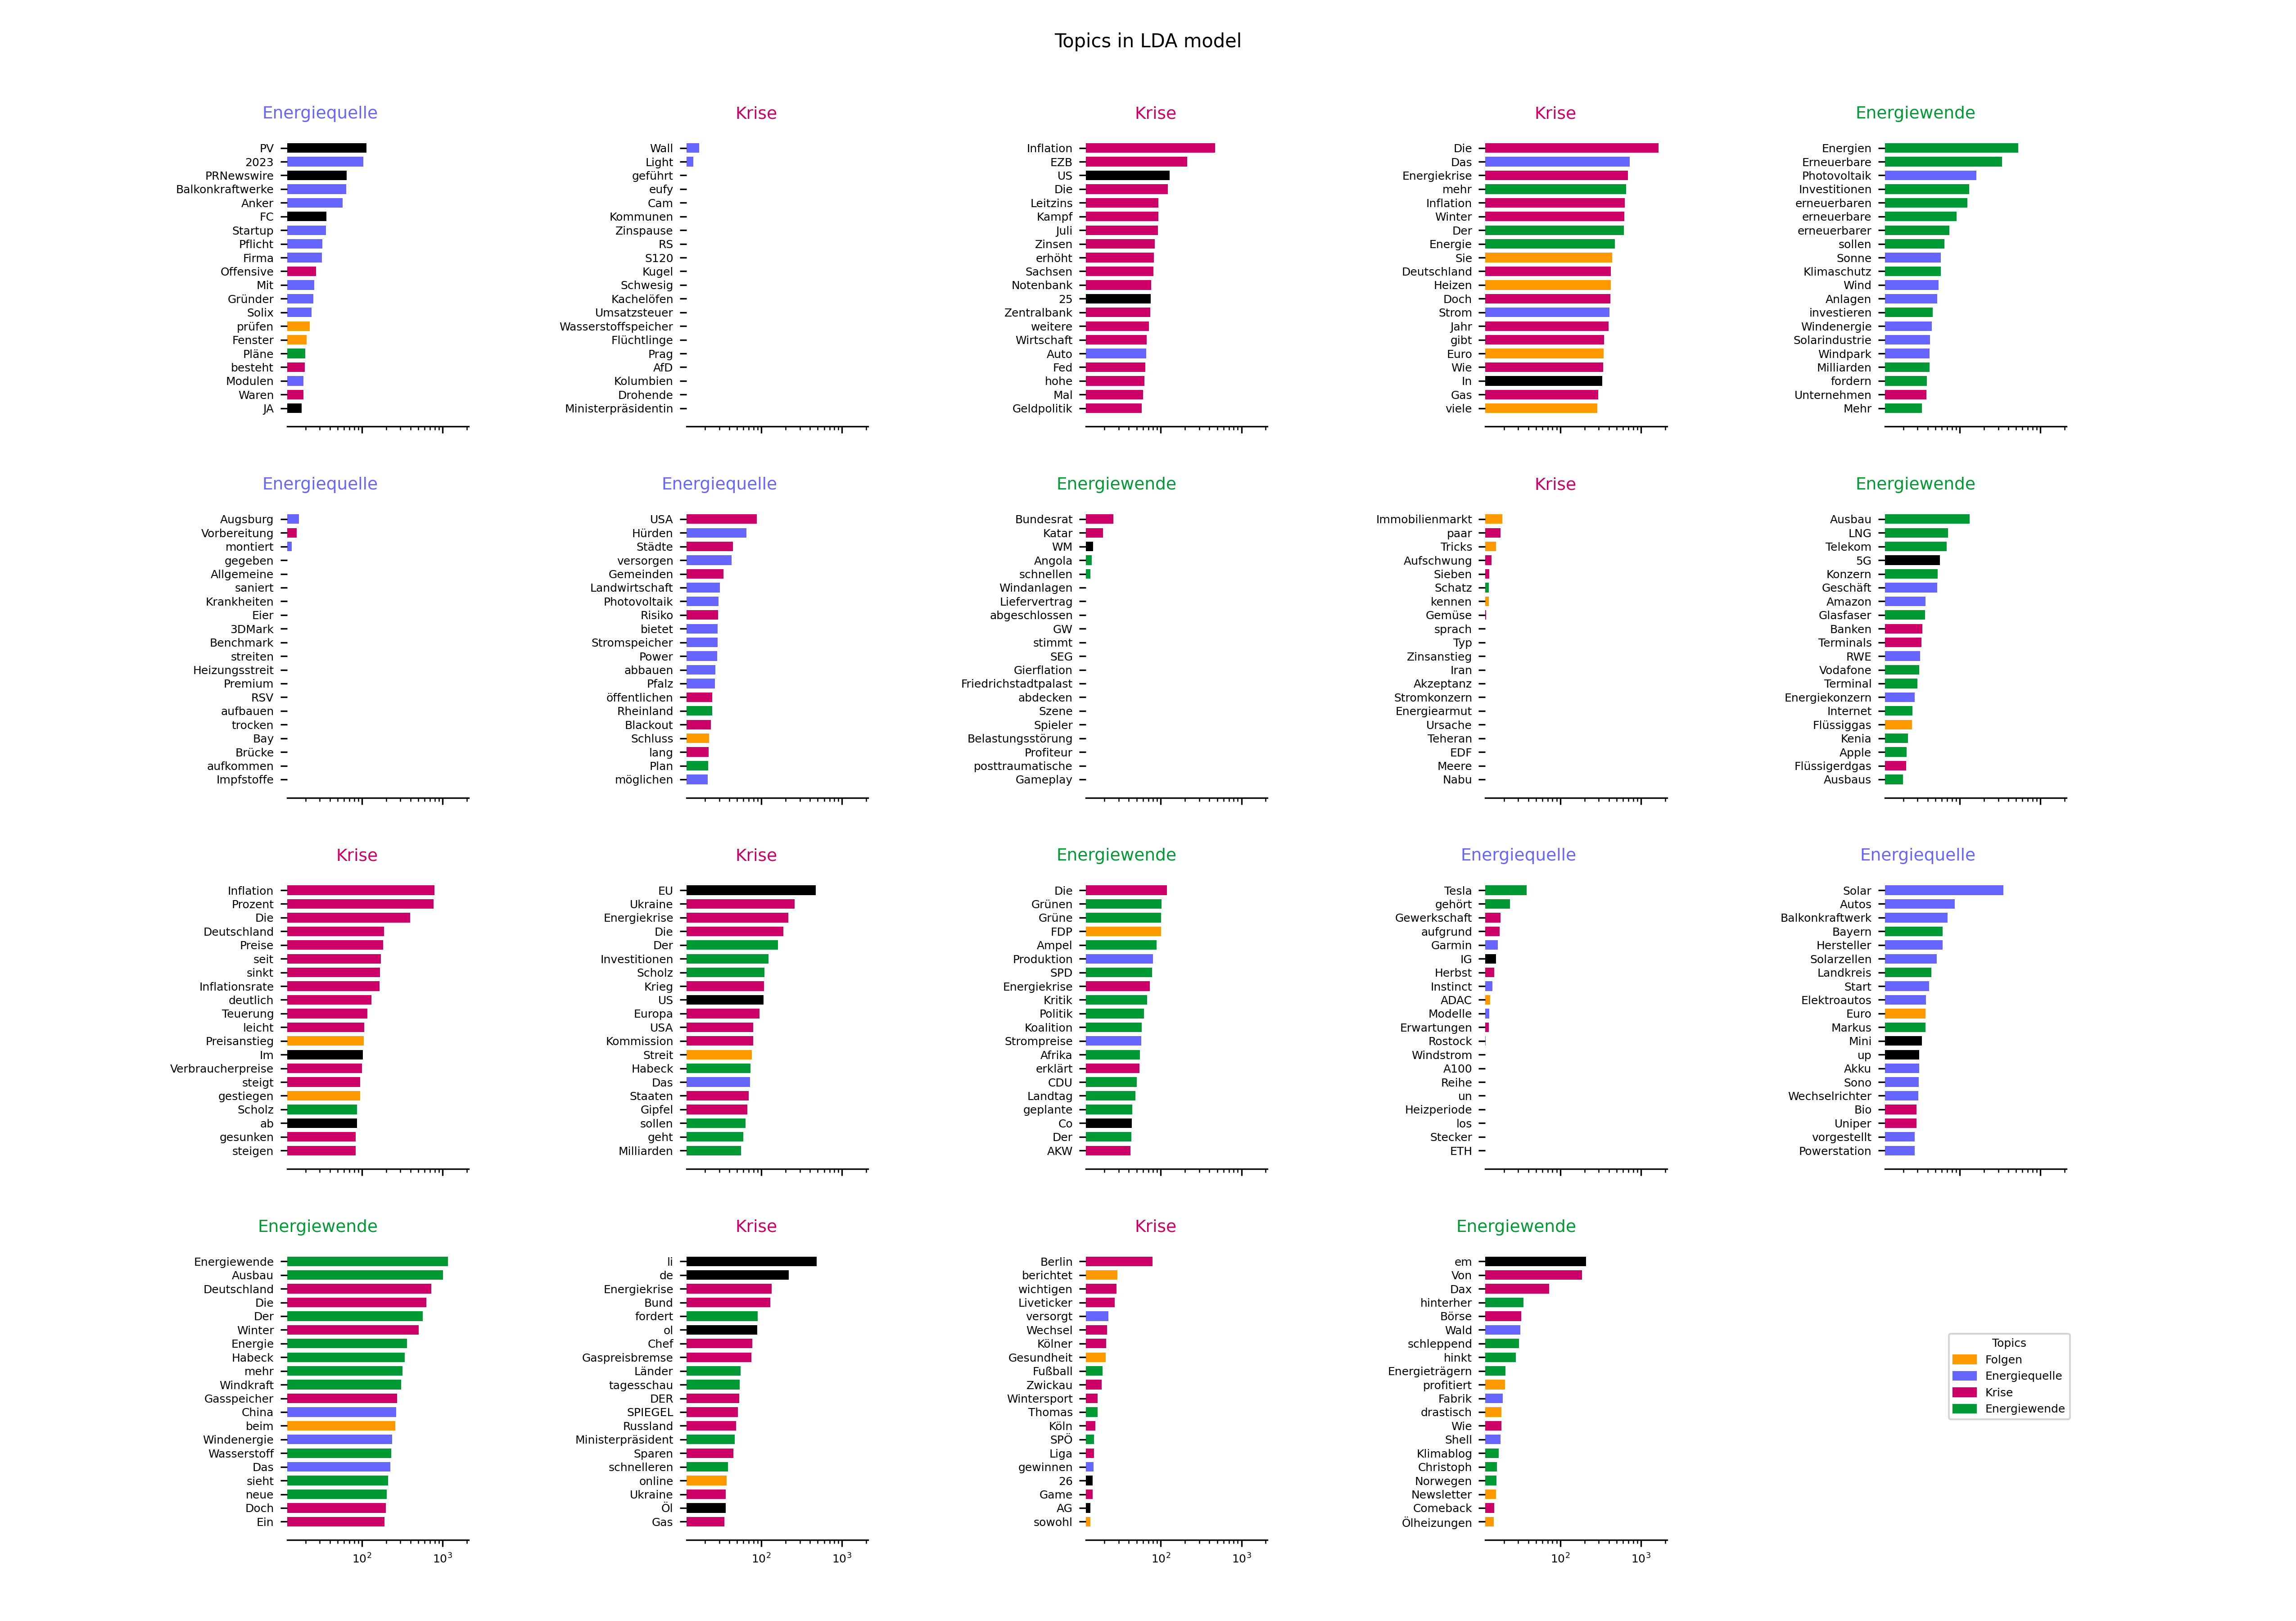 Topics in LDA model
Energiequelle
PV
2023
PRNewswire
Balkonkraftwerke
Anker
FC
Startup
Pflicht
Firma
Offensive
Mit
Gründer
Solix
prüfen
Fenster
Pläne
besteht
Modulen
Waren
JA
Krise
Wall
Light
geführt
eufy
Cam
Kommunen
Zinspause
RS
S120
Kugel
Schwesig
Kachelöfen
Umsatzsteuer
Wasserstoffspeicher
Flüchtlinge
Prag
AfD
Kolumbien
Drohende
Ministerpräsidentin
Krise
Inflation
EZB
US
Die
Leitzins
Kampf
Juli
Zinsen
erhöht
Sachsen
Notenbank
25
Zentralbank
weitere
Wirtschaft
Auto
Fed
hohe
Mal
Geldpolitik
Krise
Die
Das
Energiekrise
mehr
Inflation
Winter
Der
Energie
Sie
Deutschland
Heizen
Doch
Strom
Jahr
gibt
Euro
Wie
In
Gas
viele
Energiewende
Energien
Erneuerbare
Photovoltaik
Investitionen
erneuerbaren
erneuerbare
erneuerbarer
sollen
Sonne
Klimaschutz
Wind
Anlagen
investieren
Windenergie
Solarindustrie
Windpark
Milliarden
fordern
Unternehmen
Mehr
Energiequelle
Augsburg
Vorbereitung
montiert
gegeben
Allgemeine
saniert
Krankheiten
Eier
3DMark
Benchmark
streiten
Heizungsstreit
Premium
RSV
aufbauen
trocken
Bay
Brücke
aufkommen
Impfstoffe
Energiequelle
USA
Hürden
Städte
versorgen
Gemeinden
Landwirtschaft
Photovoltaik
Risiko
bietet
Stromspeicher
Power
abbauen
Pfalz
öffentlichen
Rheinland
Blackout
Schluss
lang
Plan
möglichen
Energiewende
Bundesrat
Katar
WM
Angola
schnellen
Windanlagen
Liefervertrag
abgeschlossen
GW
stimmt
SEG
Gierflation
Friedrichstadtpalast
abdecken
Szene
Spieler
Belastungsstörung
Profiteur
posttraumatische
Gameplay
Krise
Immobilienmarkt
paar
Tricks
Aufschwung
Sieben
Schatz
kennen
Gemüse
sprach
Typ
Zinsanstieg
Iran
Akzeptanz
Stromkonzern
Energiearmut
Ursache
Teheran
EDF
Meere
Nabu
Energiewende
Ausbau
LNG
Telekom
5G
Konzern
Geschäft
Amazon
Glasfaser
Banken
Terminals
RWE
Vodafone
Terminal
Energiekonzern
Internet
Flüssiggas
Kenia
Apple
Flüssigerdgas
Ausbaus
Krise
Inflation
Prozent
Die
Deutschland
Preise
seit
sinkt
Inflationsrate
deutlich
Teuerung
leicht
Preisanstieg
Im
Verbraucherpreise
steigt
gestiegen
Scholz
ab
gesunken
steigen
Krise
EU
Ukraine
Energiekrise
Die
Der
Investitionen
Scholz
Krieg
US
Europa
USA
Kommission
Streit
Habeck
Das
Staaten
Gipfel
sollen
geht
Milliarden
Energiewende
Die
Grünen
Grüne
FDP
Ampel
Produktion
SPD
Energiekrise
Kritik
Politik
Koalition
Strompreise
Afrika
erklärt
CDU
Landtag
geplante
Co
Der
AKW
Energiequelle
Tesla
gehört
Gewerkschaft
aufgrund
Garmin
IG
Herbst
Instinct
ADAC
Modelle
Erwartungen
Rostock
Windstrom
A100
Reihe
un
Heizperiode
los
Stecker
ETH
Energiequelle
Solar
Autos
Balkonkraftwerk
Bayern
Hersteller
Solarzellen
Landkreis
Start
Elektroautos
Euro
Markus
Mini
up
Akku
Sono
Wechselrichter
Bio
Uniper
vorgestellt
Powerstation
Energiewende
Energiewende
Ausbau
Deutschland
Die
Der
Winter
Energie
Habeck
mehr
Windkraft
Gasspeicher
China
beim
Windenergie
Wasserstoff
Das
sieht
neue
Doch
Ein
10² 10³
Krise
li
de
Energiekrise
Bund
fordert
ol
Chef
Gaspreisbremse
Länder
tagesschau
DER
SPIEGEL
Russland
Ministerpräsident
Sparen
schnelleren
online
Ukraine
Öl
Gas
10² 10³
Krise
Berlin
berichtet
wichtigen
Liveticker
versorgt
Wechsel
Kölner
Gesundheit
Fußball
Zwickau
Wintersport
Thomas
Köln
SPÖ
Liga
gewinnen
26
Game
AG
sowohl
10² 10³
Energiewende
em
Von
Dax
hinterher
Börse
Wald
schleppend
hinkt
Energieträgern
profitiert
Fabrik
drastisch
Wie
Shell
Klimablog
Christoph
Norwegen
Newsletter
Comeback
Ölheizungen
10² 10³
Topics
Folgen
Energiequelle
Krise
Energiewende